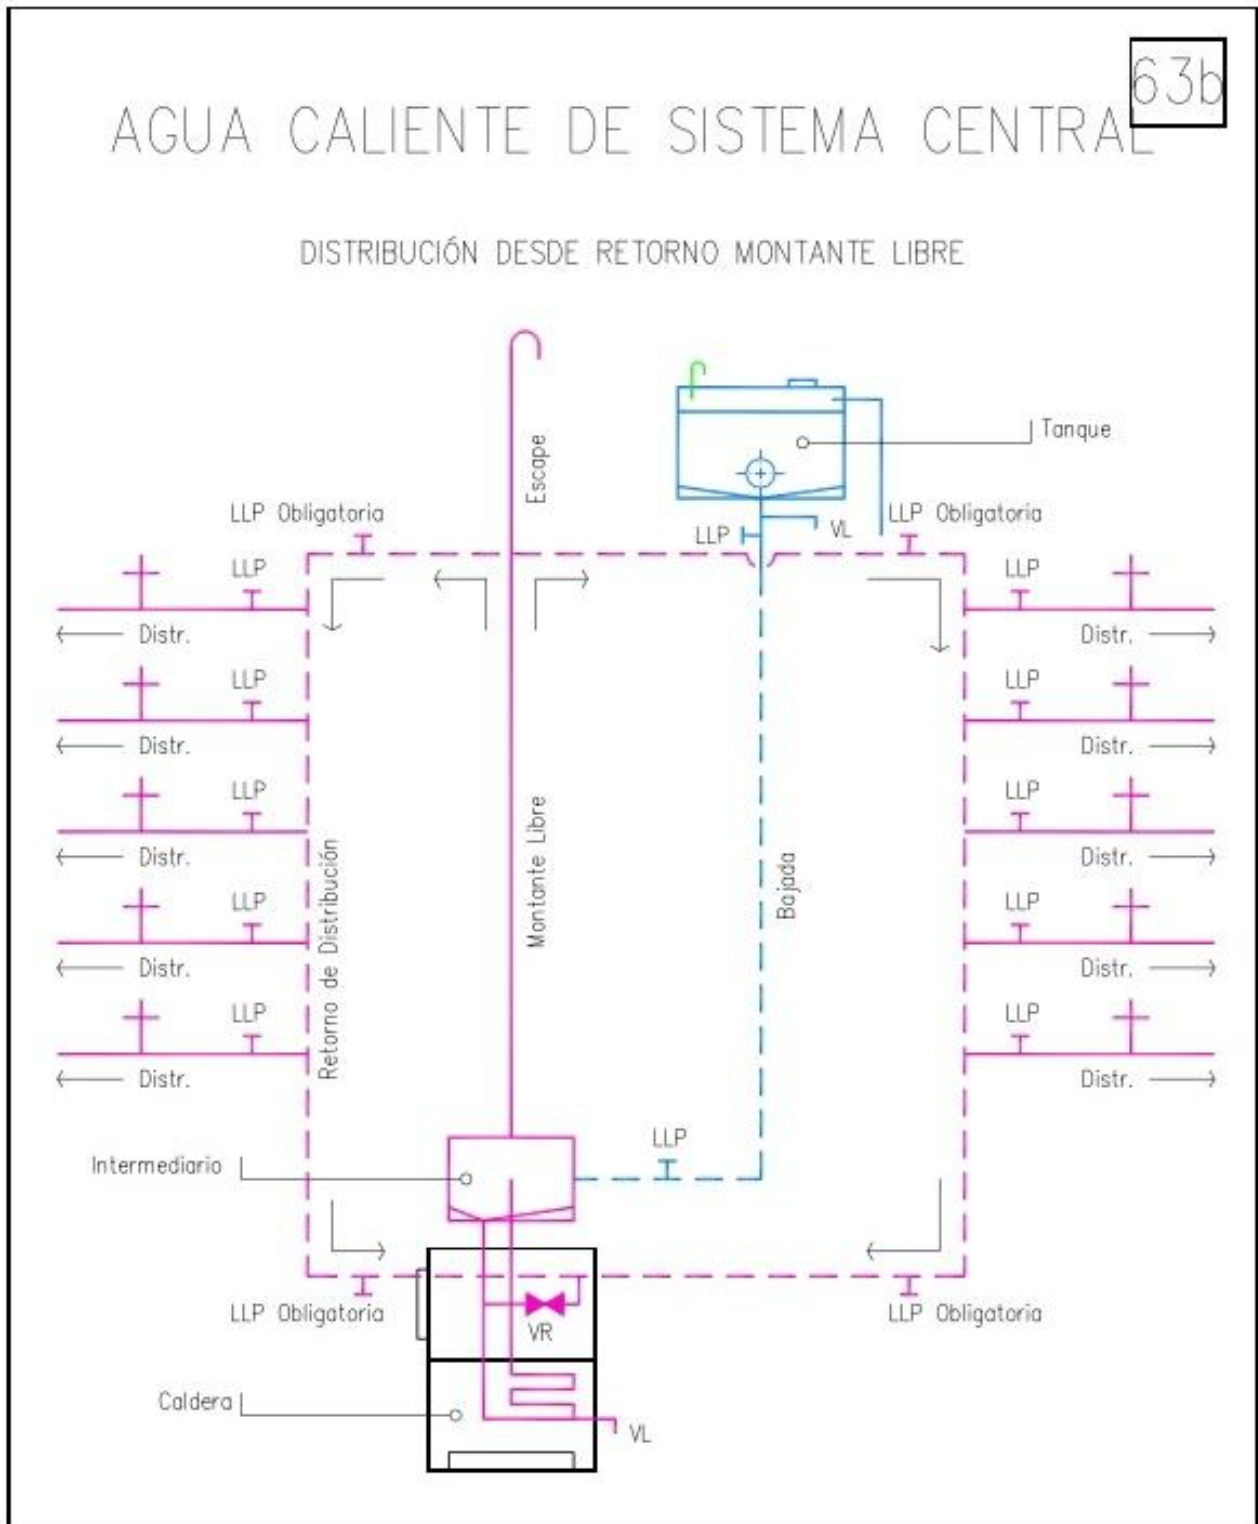 63b
AGUA CALIENTE DE SISTEMA CENTRAL
DISTRIBUCIÓN DESDE RETORNO MONTANTE LIBRE
Escape
Tanque
LLP Obligatoria
LLP
VL
LLP Obligatoria
LLP
LLP
Distr.
Distr.
LLP
LLP
Distr.
Distr.
LLP
LLP
Distr.
Distr.
Retorno de Distribución
Montante Libre
Bajada
LLP
LLP
Distr.
Distr.
LLP
LLP
Distr.
Distr.
LLP
Intermediario
LLP Obligatoria
VR
LLP Obligatoria
Caldera
VL